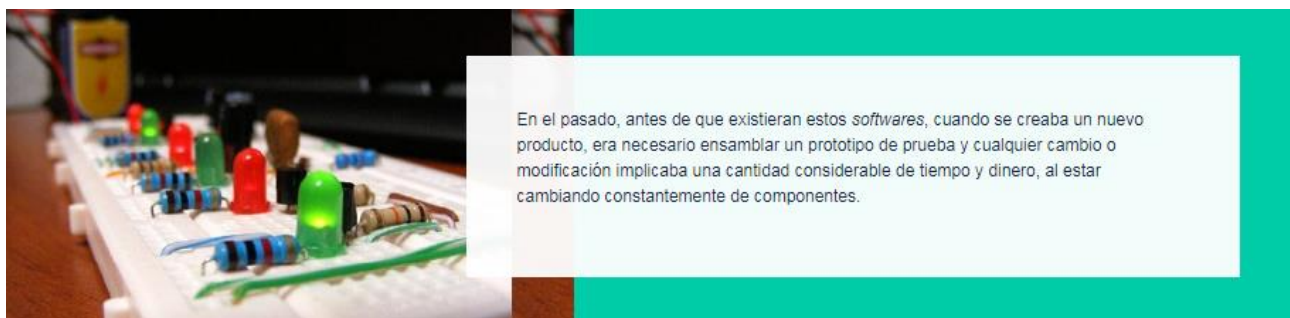 En el pasado, antes de que existieran estos softwares, cuando se creaba un nuevo
producto, era necesario ensamblar un prototipo de prueba y cualquier cambio o
modificación implicaba una cantidad considerable de tiempo y dinero, al estar
cambiando constantemente de componentes.